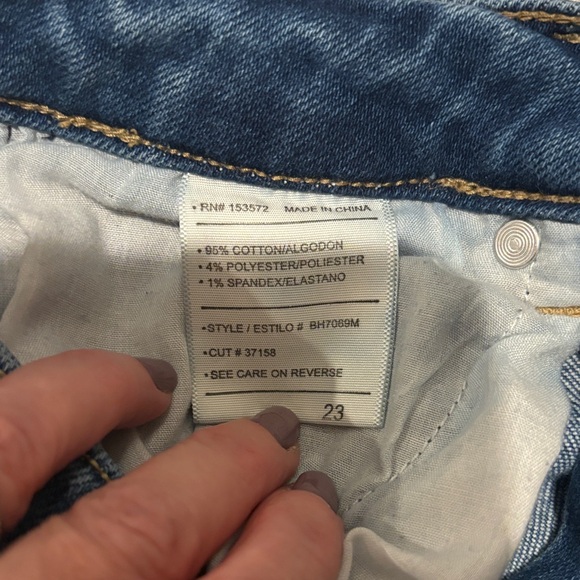 • RN# 153572 MADE IN CHINA
• 95% COTTON/ALGODON
• 4% POLYESTER/POLIESTER
• 1% SPANDEX/ELASTANO
• STYLE / ESTILO # BH7089M
• CUT # 37158
• SEE CARE ON REVERSE
23